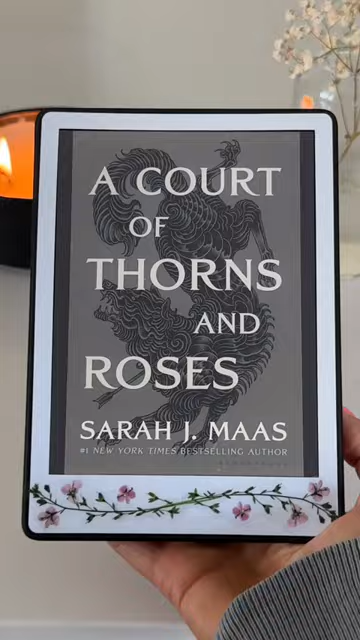 A COURT
OF
THORNS
AND
ROSES
SARAH J. MAAS
#1 NEW YORK TIMES BESTSELLING AUTHOR